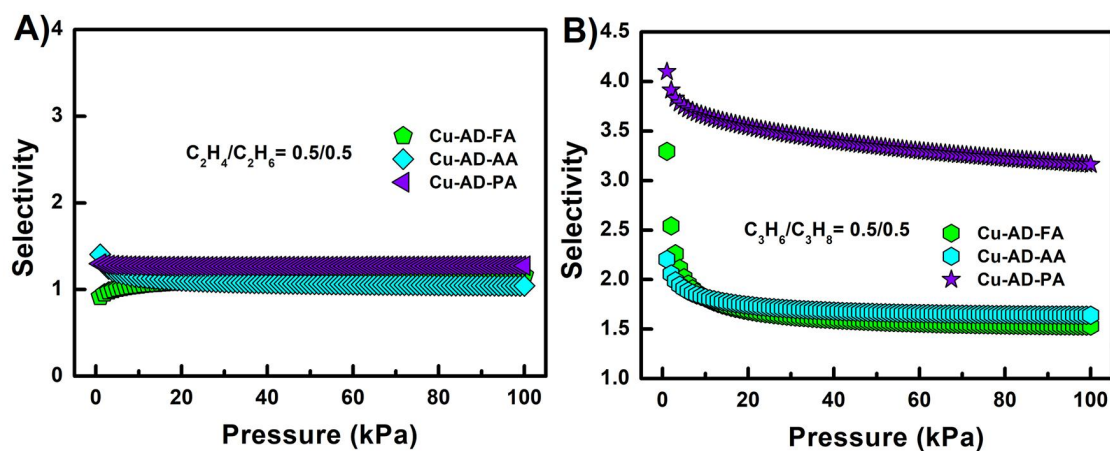 A)
4
3
2
1
0
Selectivity
C₂H₄/C₂H₆= 0.5/0.5
Cu-AD-FA
Cu-AD-AA
Cu-AD-PA
0 20 40 60 80 100
Pressure (kPa)
B)
4.5
4.0
3.5
3.0
2.5
2.0
1.5
1.0
Selectivity
C₃H₆/C₃H₈= 0.5/0.5
Cu-AD-FA
Cu-AD-AA
Cu-AD-PA
0 20 40 60 80 100
Pressure (kPa)